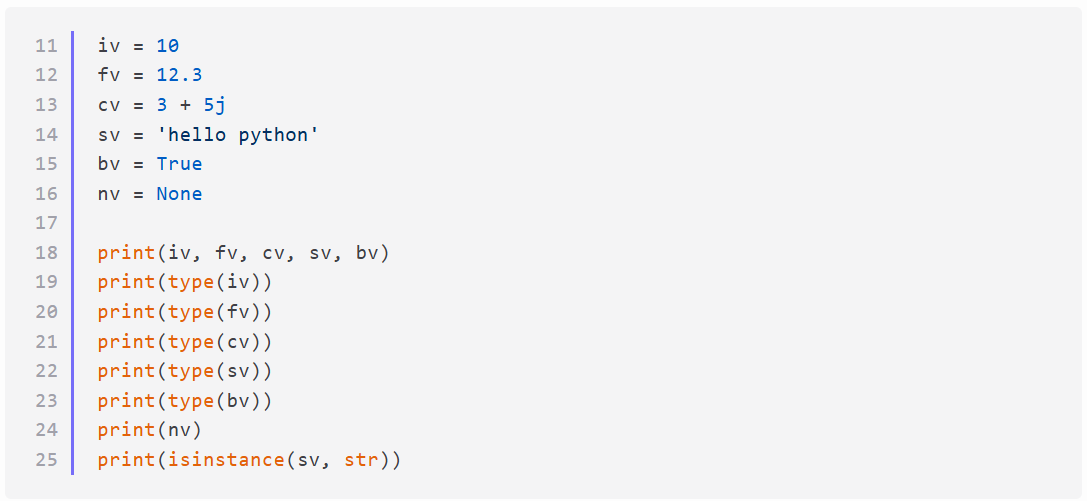 11 iv = 10
12 fv = 12.3
13 cv = 3 + 5j
14 sv = 'hello python'
15 bv = True
16 nv = None
17
18 print(iv, fv, cv, sv, bv)
19 print(type(iv))
20 print(type(fv))
21 print(type(cv))
22 print(type(sv))
23 print(type(bv))
24 print(nv)
25 print(isinstance(sv, str))